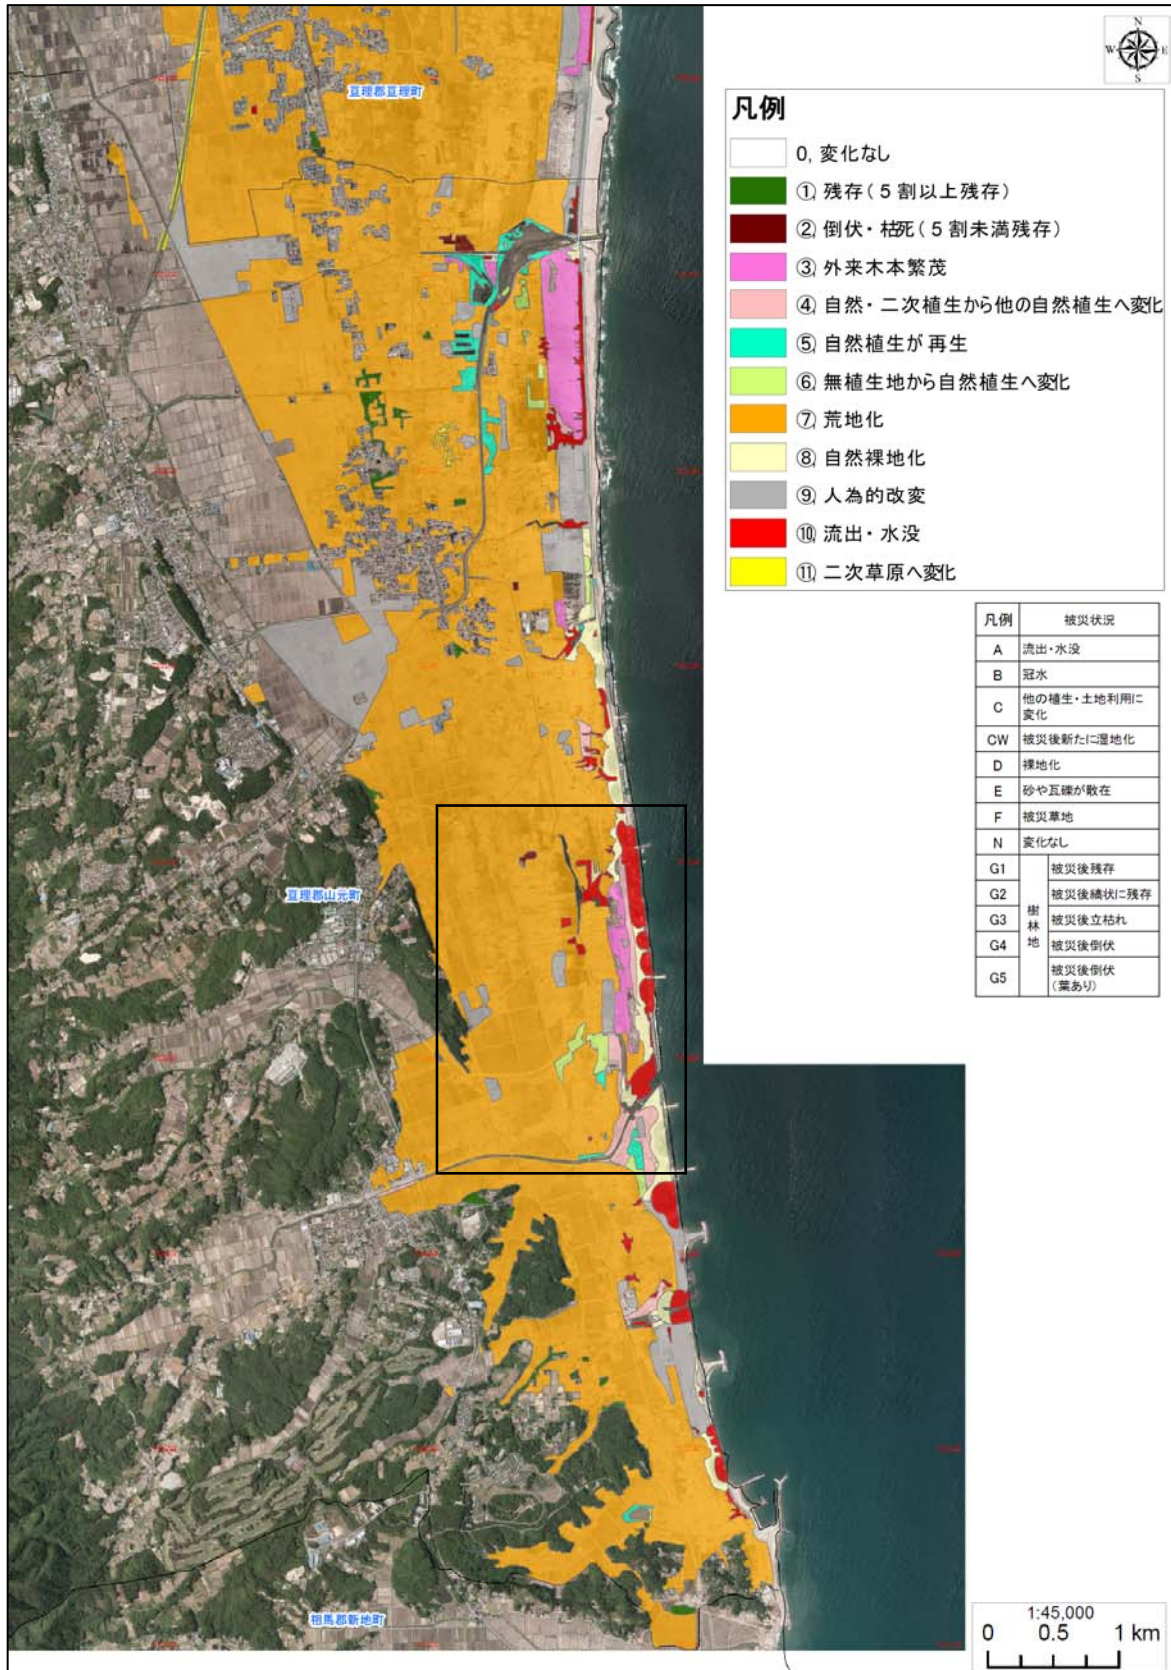 N
W E
S
亘理郡亘理町
凡例
0, 変化なし
①, 残存(5割以上残存)
②, 倒伏・枯死(5割未満残存)
③, 外来木本繁茂
④, 自然・二次植生から他の自然植生へ変化
⑤, 自然植生が再生
⑥, 無植生地から自然植生へ変化
⑦, 荒地化
⑧, 自然裸地化
⑨, 人為的改変
⑩, 流出・水没
⑪, 二次草原へ変化
凡例 被災状況
A 流出・水没
B 冠水
C 他の植生・土地利用に
変化
CW 被災後新たに湿地化
D 裸地化
E 砂や瓦礫が散在
F 被災草地
N 変化なし
樹林地
G1 被災後残存
G2 被災後縞状に残存
G3 被災後立枯れ
G4 被災後倒伏
G5 被災後倒伏
(葉あり)
亘理郡山元町
相馬郡新地町
1:45,000
0 0.5 1 km